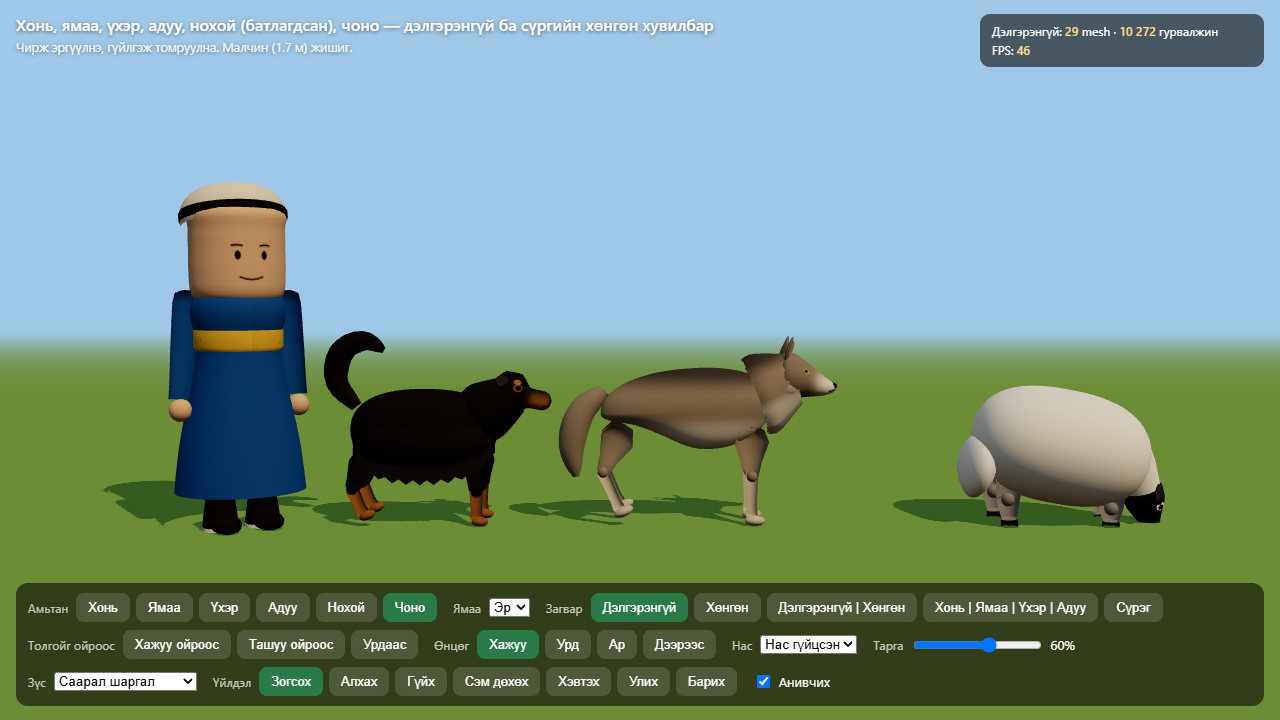 Хонь, ямаа, үхэр, адуу, нохой (батлагдсан), чоно — дэлгэрэнгүй ба сүргийн хөнгөн хувилбар
Чирж эргүүлнэ, гүйлгэж томруулна. Малчин (1.7 м) жишиг.
Дэлгэрэнгүй: 29 mesh · 10 272 гурвалжин
FPS: 46
Амьтан Хонь Ямаа Үхэр Адуу Нохой Чоно Ямаа Эр Загвар Дэлгэрэнгүй Хөнгөн Дэлгэрэнгүй | Хөнгөн Хонь | Ямаа | Үхэр | Адуу Сүрэг
Толгойг ойроос Хажуу ойроос Ташуу ойроос Урдаас Өнцөг Хажуу Урд Ар Дээрээс Нас Нас гүйцсэн Тарга 60%
Зүс Саарал шаргал Үйлдэл Зогсох Алхах Гүйх Сэм дөхөх Хэвтэх Улих Барих Анивчих